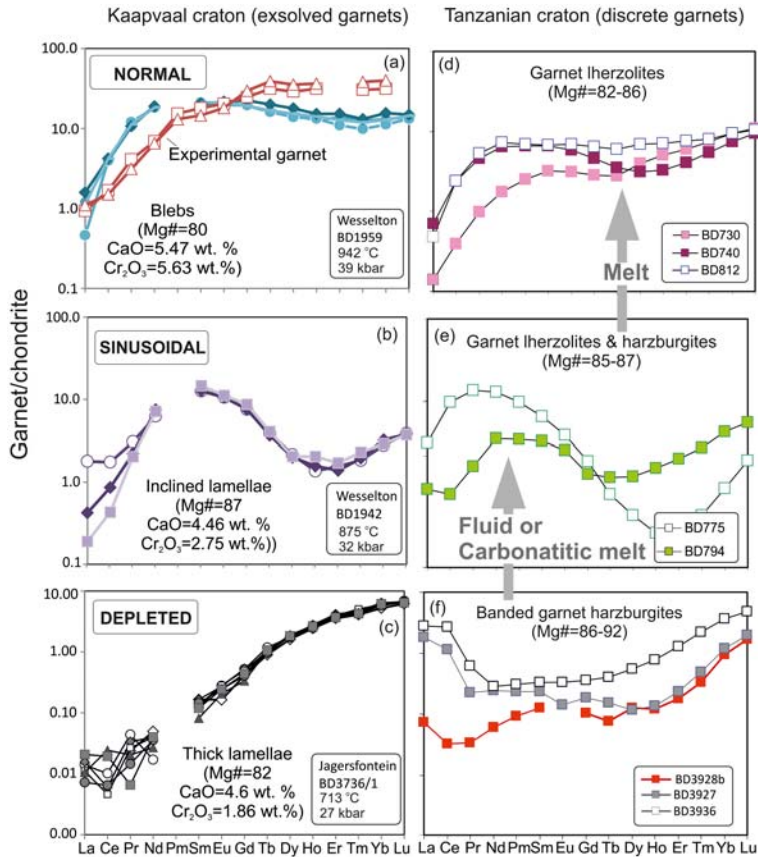 Kaapvaal craton (exsolved garnets)
Tanzanian craton (discrete garnets)
Garnet/chondrite
100.0
10.0
1.0
0.1
NORMAL
(a)
Experimental garnet
Blebs
(Mg#=80
CaO=5.47 wt. %
Cr₂O₃=5.63 wt.%)
Wesselton
BD1959
942 °C
39 kbar
(d)
Garnet lherzolites
(Mg#=82-86)
BD730
BD740
BD812
Melt
100.0
10.0
1.0
0.1
SINUSOIDAL
(b)
Inclined lamellae
(Mg#=87
CaO=4.46 wt. %
Cr₂O₃=2.75 wt.%))
Wesselton
BD1942
875 °C
32 kbar
(e)
Garnet lherzolites & harzburgites
(Mg#=85-87)
Fluid or
Carbonatitic melt
BD775
BD794
10.00
1.00
0.10
0.01
0.00
DEPLETED
(c)
Thick lamellae
(Mg#=82
CaO=4.6 wt. %
Cr₂O₃=1.86 wt.%)
Jagersfontein
BD3736/1
713 °C
27 kbar
La Ce Pr Nd Pm Sm Eu Gd Tb Dy Ho Er Tm Yb Lu
(f)
Banded garnet harzburgites
(Mg#=86-92)
BD3928b
BD3927
BD3936
La Ce Pr Nd Pm Sm Eu Gd Tb Dy Ho Er Tm Yb Lu